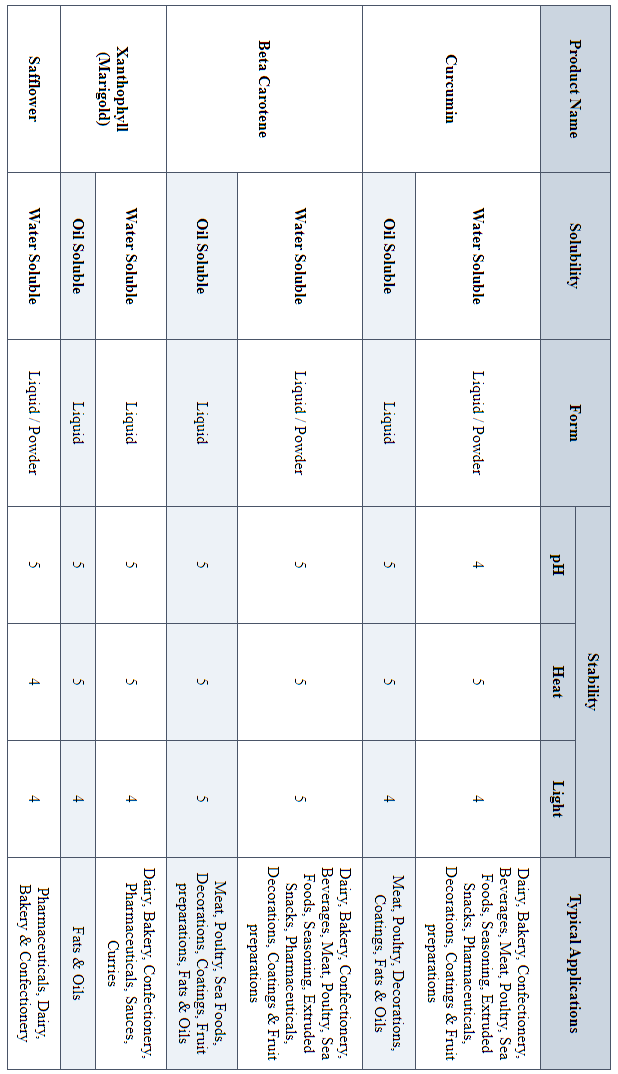 Product Name
Solubility
Form
Stability
pH
Heat
Light
Typical Applications
Curcumin
Water Soluble
Liquid / Powder
4
5
4
Dairy, Bakery, Confectionery,
Beverages, Meat, Poultry, Sea
Foods, Seasoning, Extruded
Snacks, Pharmaceuticals,
Decorations, Coatings & Fruit
preparations
Oil Soluble
Liquid
5
5
4
Meat, Poultry, Decorations,
Coatings, Fats & Oils
Beta Carotene
Water Soluble
Liquid / Powder
5
5
5
Dairy, Bakery, Confectionery,
Beverages, Meat, Poultry, Sea
Foods, Seasoning, Extruded
Snacks, Pharmaceuticals,
Decorations, Coatings & Fruit
preparations
Oil Soluble
Liquid
5
5
5
Meat, Poultry, Sea Foods,
Decorations, Coatings, Fruit
preparations, Fats & Oils
Xanthophyll
(Marigold)
Water Soluble
Liquid
5
5
4
Dairy, Bakery, Confectionery,
Pharmaceuticals, Sauces,
Curries
Oil Soluble
Liquid
5
5
4
Fats & Oils
Safflower
Water Soluble
Liquid / Powder
5
4
4
Pharmaceuticals, Dairy,
Bakery & Confectionery